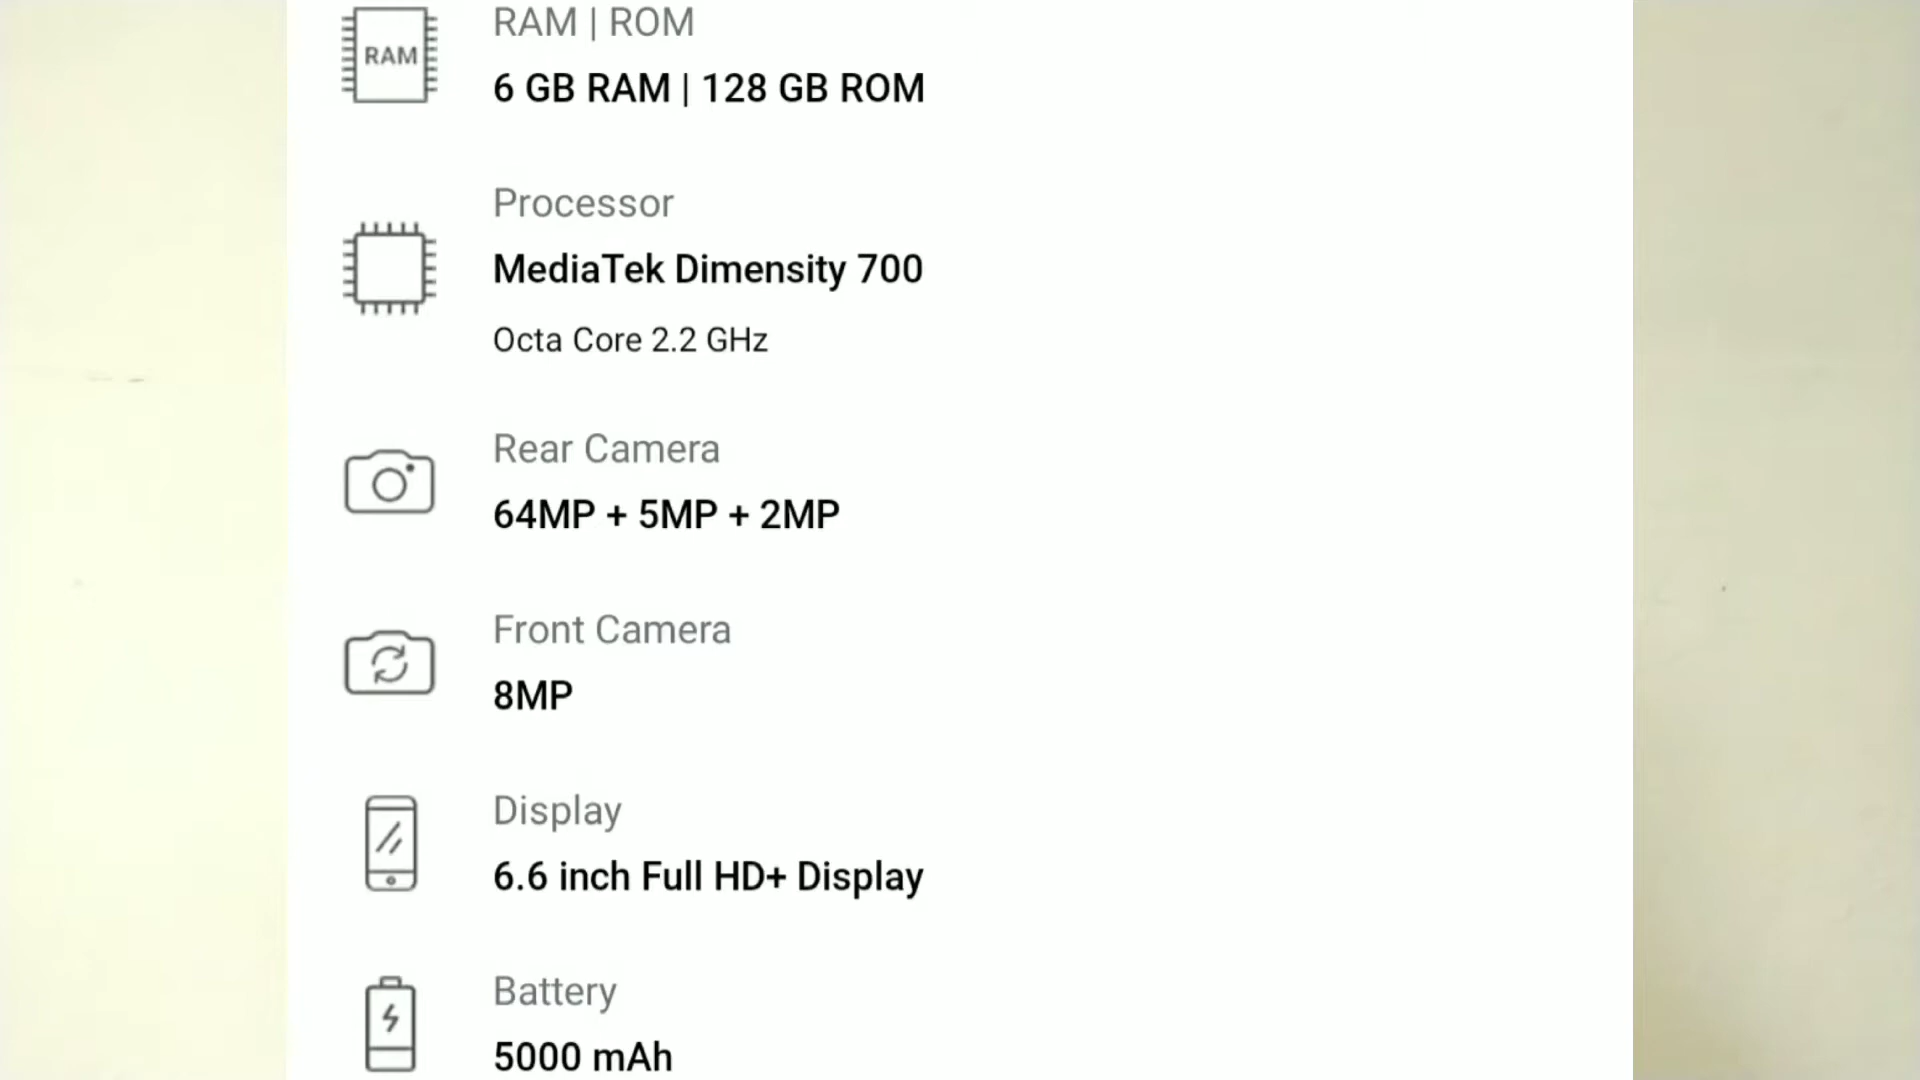 RAM
RAM | ROM
6 GB RAM | 128 GB ROM
Processor
MediaTek Dimensity 700
Octa Core 2.2 GHz
Rear Camera
64MP + 5MP + 2MP
Front Camera
8MP
Display
6.6 inch Full HD+ Display
Battery
5000 mAh